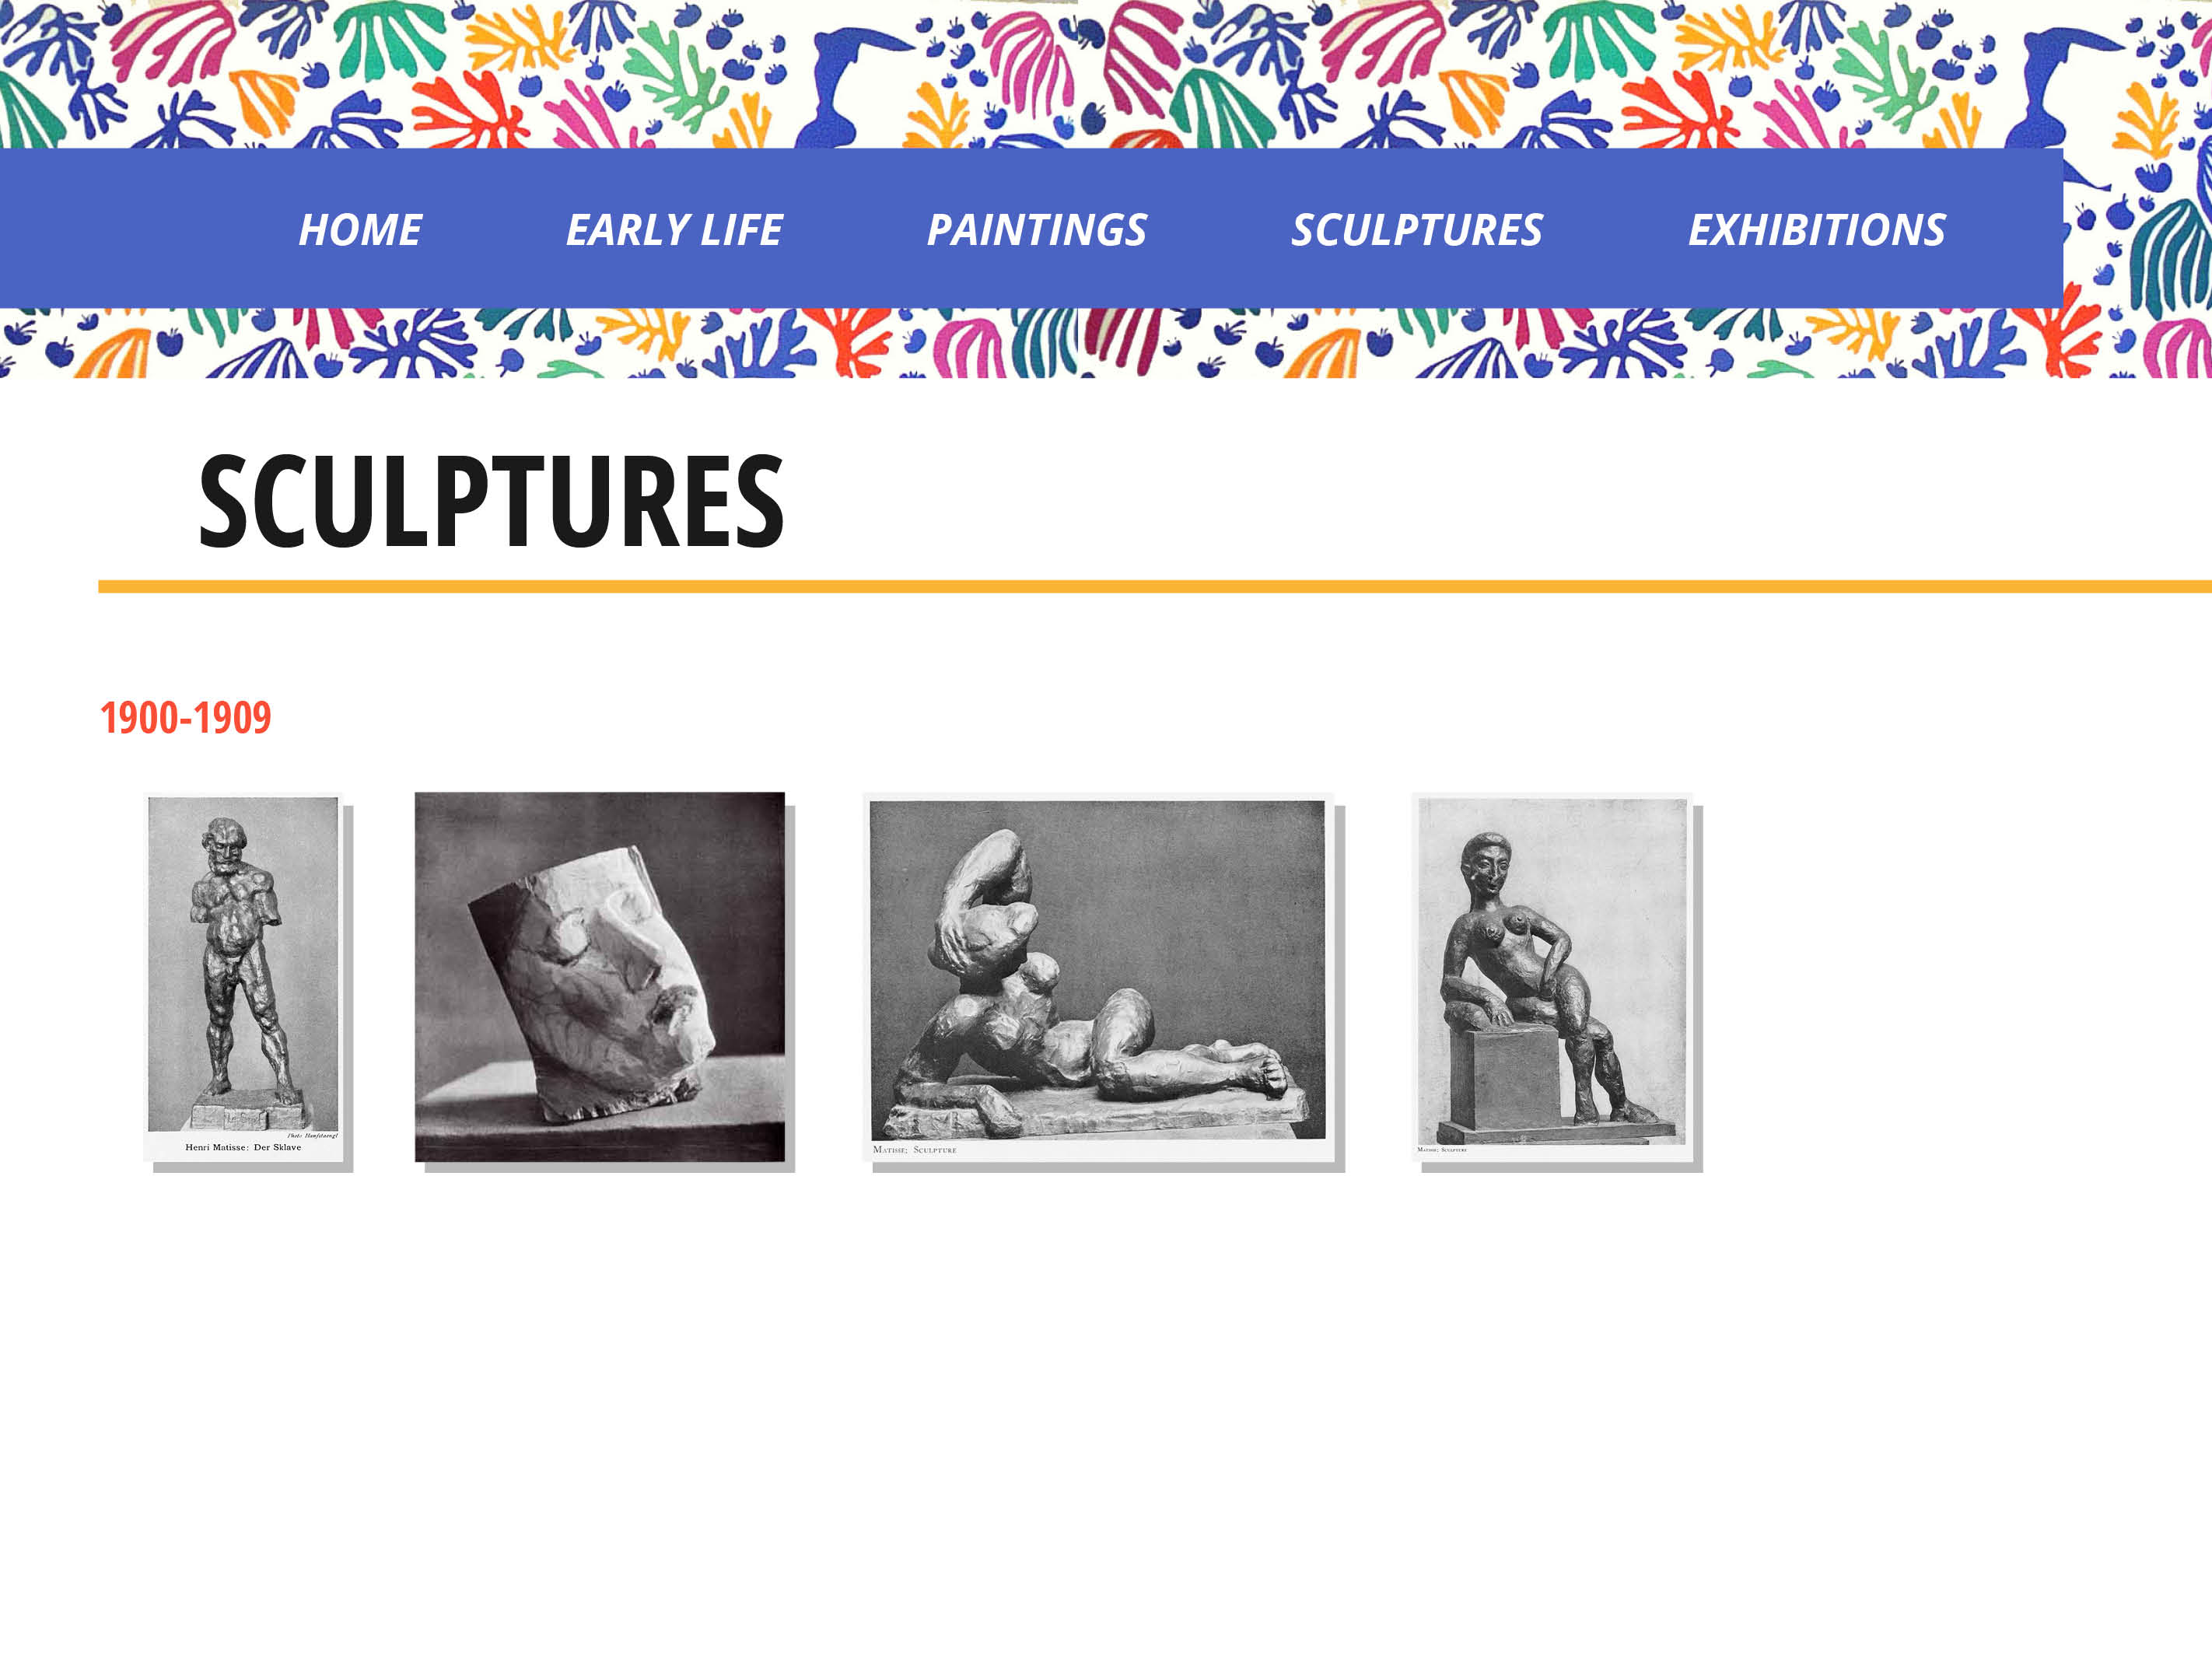 HOME EARLY LIFE PAINTINGS SCULPTURES EXHIBITIONS
SCULPTURES
1900-1909
Photo Hanfstaengl
Henri Matisse: Der Sklave
Matisse; Sculpture
Matisse; Sculpture